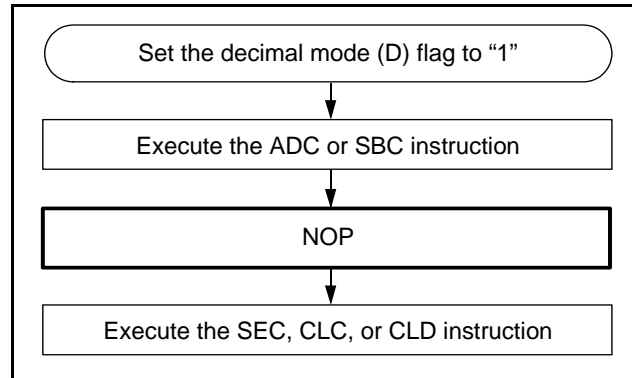 Set the decimal mode (D) flag to “1”
Execute the ADC or SBC instruction
NOP
Execute the SEC, CLC, or CLD instruction